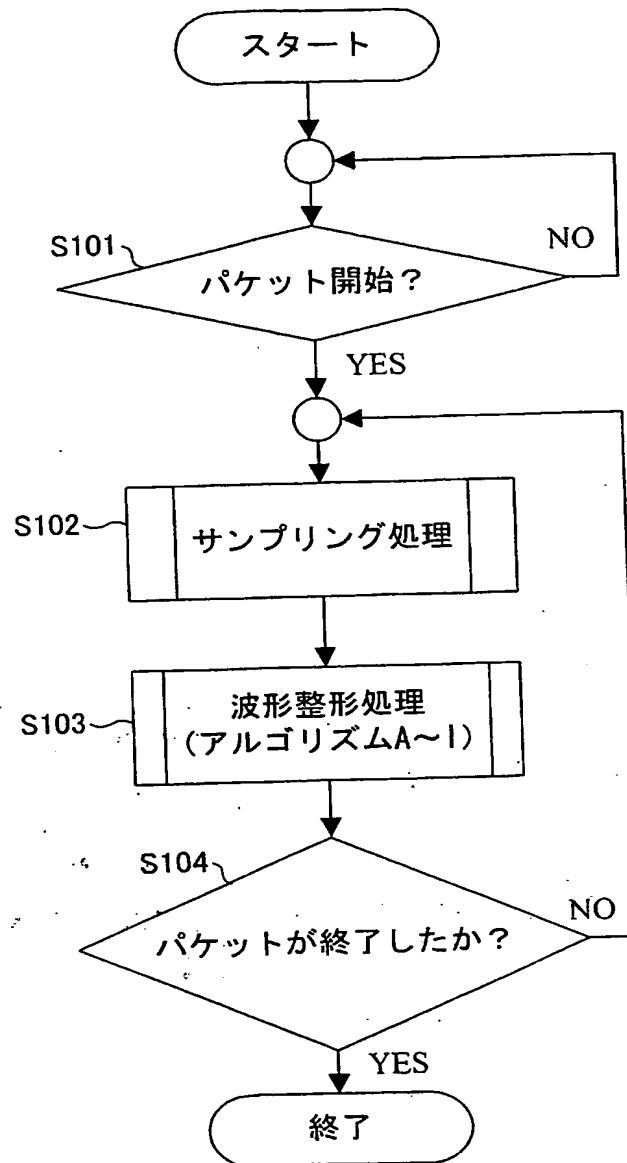 スタート
S101
パケット開始？
NO
YES
S102
サンプリング処理
S103
波形整形処理
(アルゴリズムA～I)
S104
パケットが終了したか？
NO
YES
終了